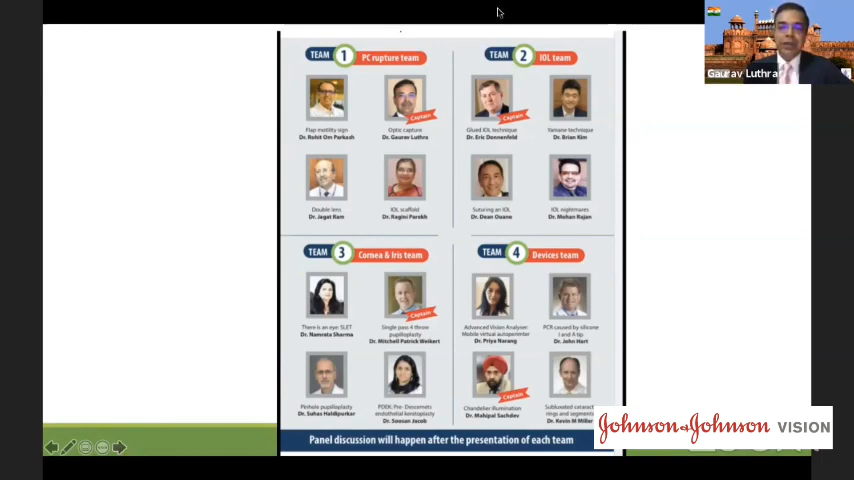 TEAM 1 PC rupture team
Flap motility sign
Dr. Rohit Om Parkash
Captain
Optic capture
Dr. Gaurav Luthra
Double lens
Dr. Jagat Ram
IOL scaffold
Dr. Ragini Parekh
TEAM 2 IOL team
Captain
Glued IOL technique
Dr. Eric Donnenfeld
Yamane technique
Dr. Brian Kim
Suturing an IOL
Dr. Dean Ouano
IOL nightmares
Dr. Mohan Rajan
TEAM 3 Cornea & Iris team
There is an eye: SLET
Dr. Namrata Sharma
Captain
Single pass 4 throw
pupilloplasty
Dr. Mitchell Patrick Weikert
Pinhole pupilloplasty
Dr. Suhas Haldipurkar
PDEK: Pre-Descemets
endothelial keratoplasty
Dr. Soosan Jacob
TEAM 4 Devices team
Advanced Vision Analyser:
Mobile virtual autoperimter
Dr. Priya Narang
PCR caused by silicone
I and A tip
Dr. John Hart
Captain
Chandelier illumination
Dr. Mahipal Sachdev
Subluxated cataract
rings and segments
Dr. Kevin M Miller
Panel discussion will happen after the presentation of each team
Gaurav Luthra
Johnson & Johnson VISION